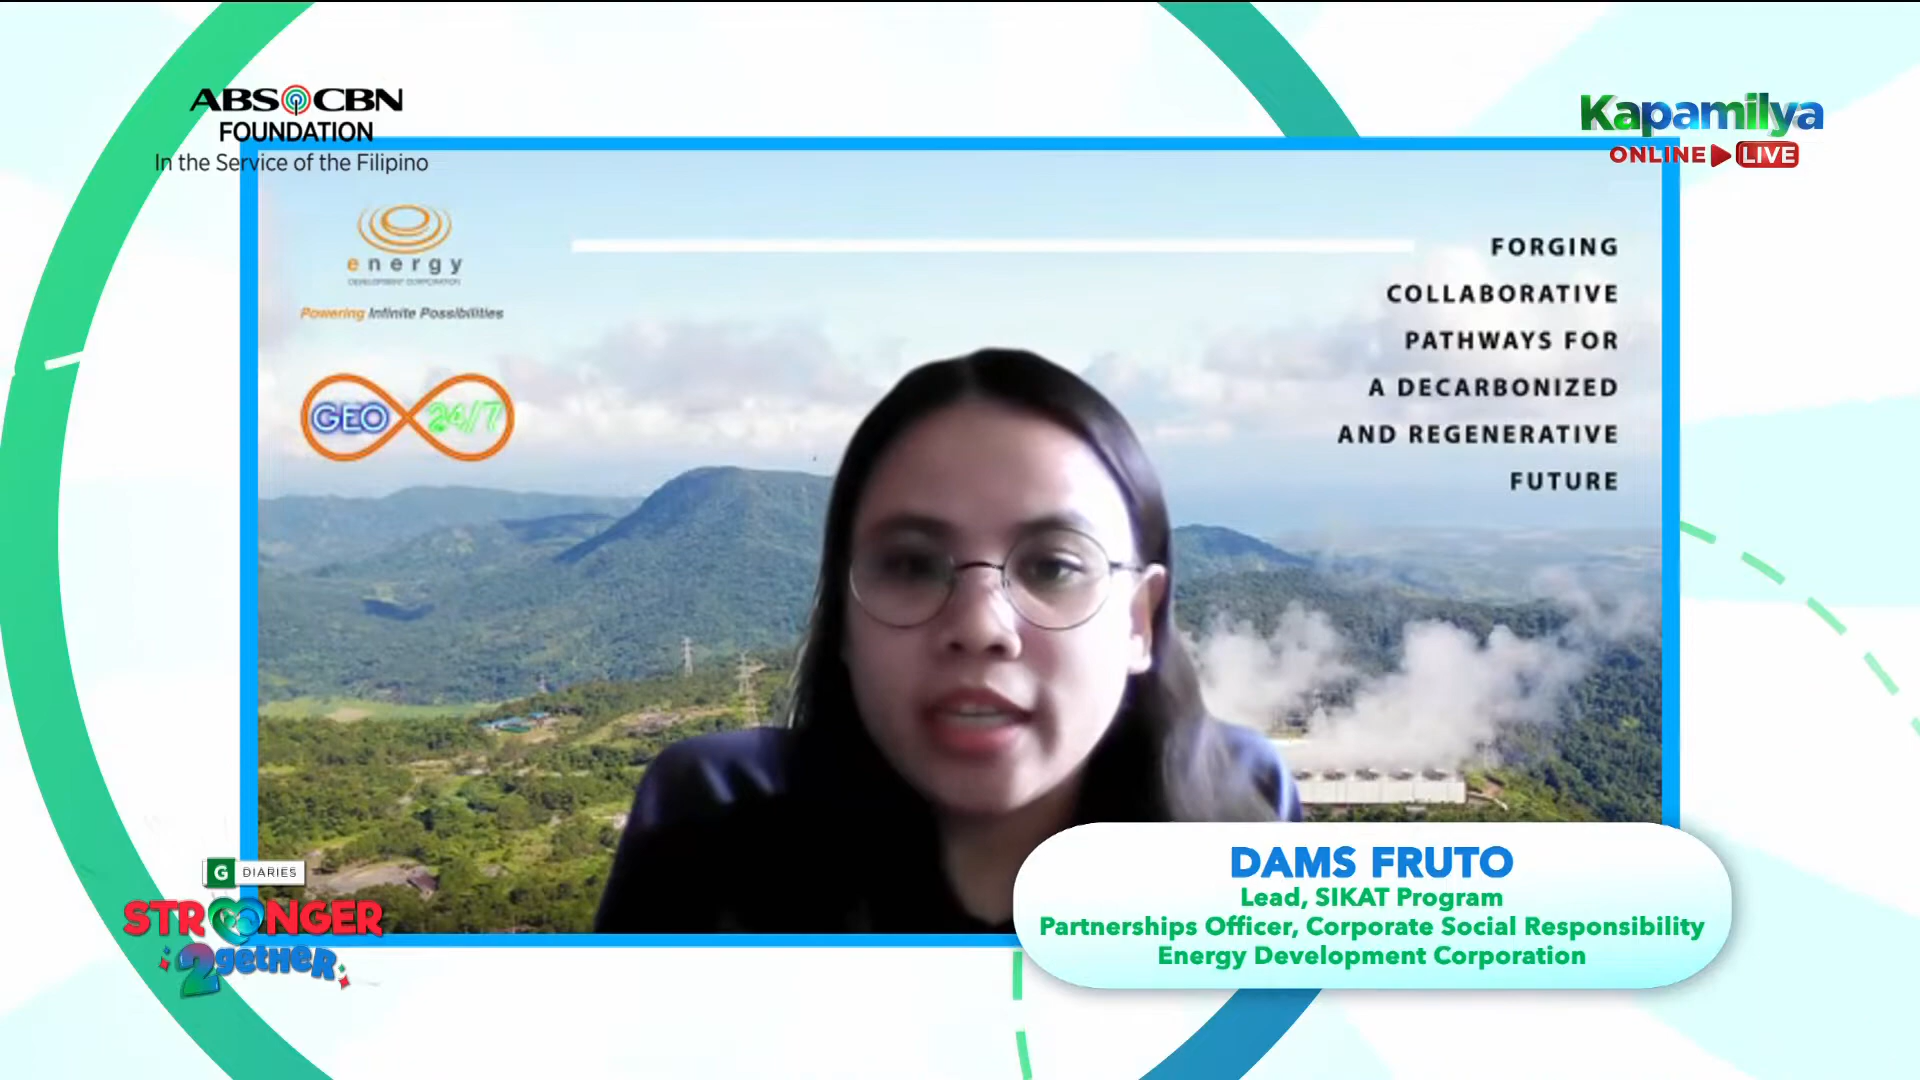 ABS-CBN
FOUNDATION
In the Service of the Filipino
Kapamilya
ONLINE LIVE
energy
DEVELOPMENT CORPORATION
Powering Infinite Possibilities
GEO 24/7
FORGING
COLLABORATIVE
PATHWAYS FOR
A DECARBONIZED
AND REGENERATIVE
FUTURE
G DIARIES
STRONGER
2getHeR
DAMS FRUTO
Lead, SIKAT Program
Partnerships Officer, Corporate Social Responsibility
Energy Development Corporation